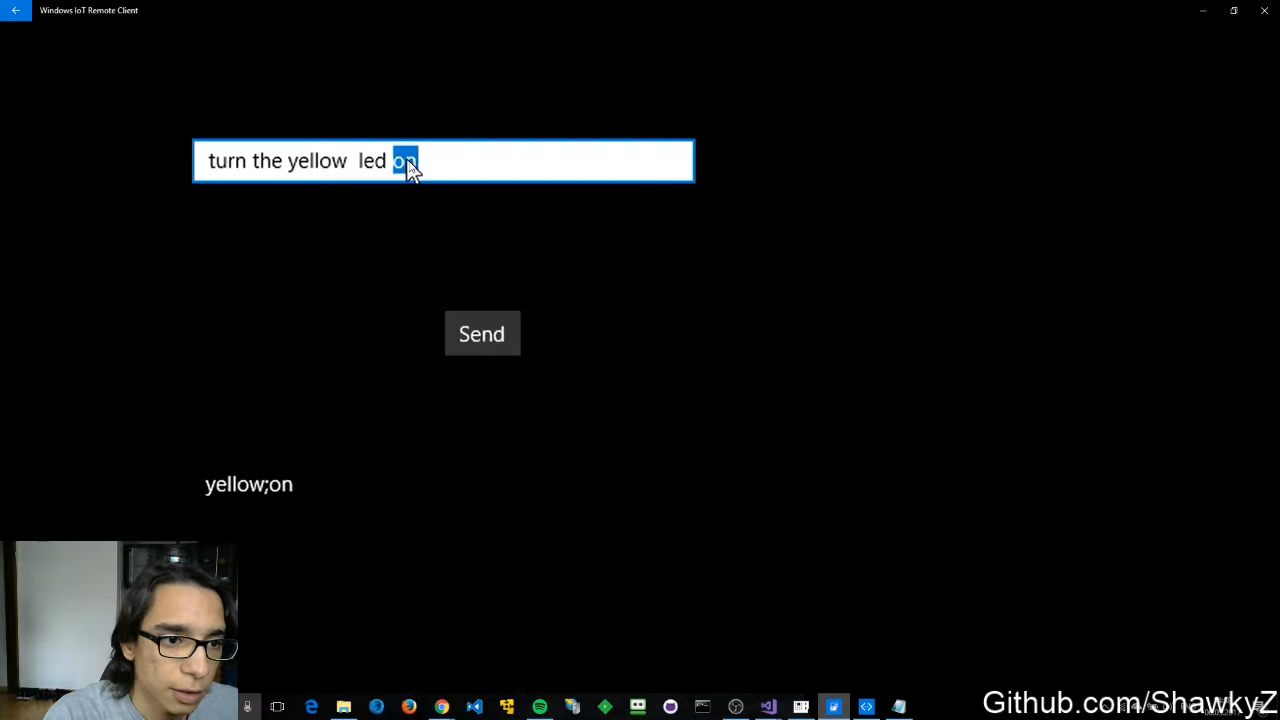 Windows IoT Remote Client
turn the yellow  led on
Send
yellow;on
Github.com/ShawkyZ